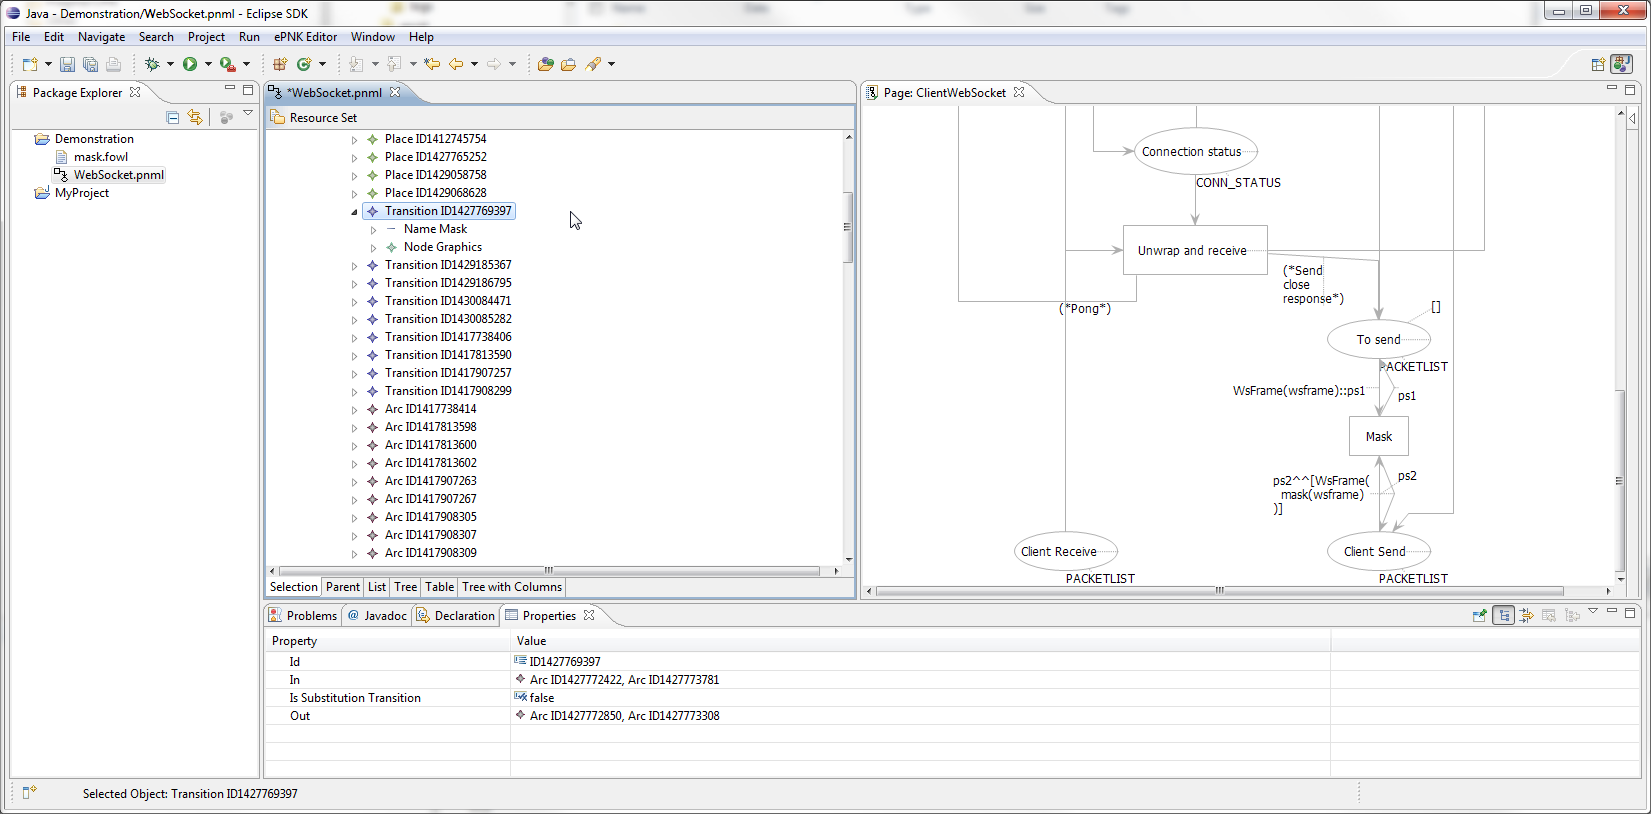 Java - Demonstration/WebSocket.pnml - Eclipse SDK
File Edit Navigate Search Project Run ePNK Editor Window Help
Package Explorer
Demonstration
mask.fowl
WebSocket.pnml
MyProject
*WebSocket.pnml
Resource Set
Place ID1412745754
Place ID1427765252
Place ID1429058758
Place ID1429068628
Transition ID1427769397
Name Mask
Node Graphics
Transition ID1429185367
Transition ID1429186795
Transition ID1430084471
Transition ID1430085282
Transition ID1417738406
Transition ID1417813590
Transition ID1417907257
Transition ID1417908299
Arc ID1417738414
Arc ID1417813598
Arc ID1417813600
Arc ID1417813602
Arc ID1417907263
Arc ID1417907267
Arc ID1417908305
Arc ID1417908307
Arc ID1417908309
Selection Parent List Tree Table Tree with Columns
Page: ClientWebSocket
Connection status
CONN_STATUS
Unwrap and receive
(*Send
close
response*)
(*Pong*)
[]
To send
PACKETLIST
WsFrame(wsframe)::ps1
ps1
Mask
ps2
ps2^^[WsFrame(
mask(wsframe)
)]
Client Receive
PACKETLIST
Client Send
PACKETLIST
Problems @ Javadoc Declaration Properties
Property Value
Id ID1427769397
In Arc ID1427772422, Arc ID1427773781
Is Substitution Transition false
Out Arc ID1427772850, Arc ID1427773308
Selected Object: Transition ID1427769397